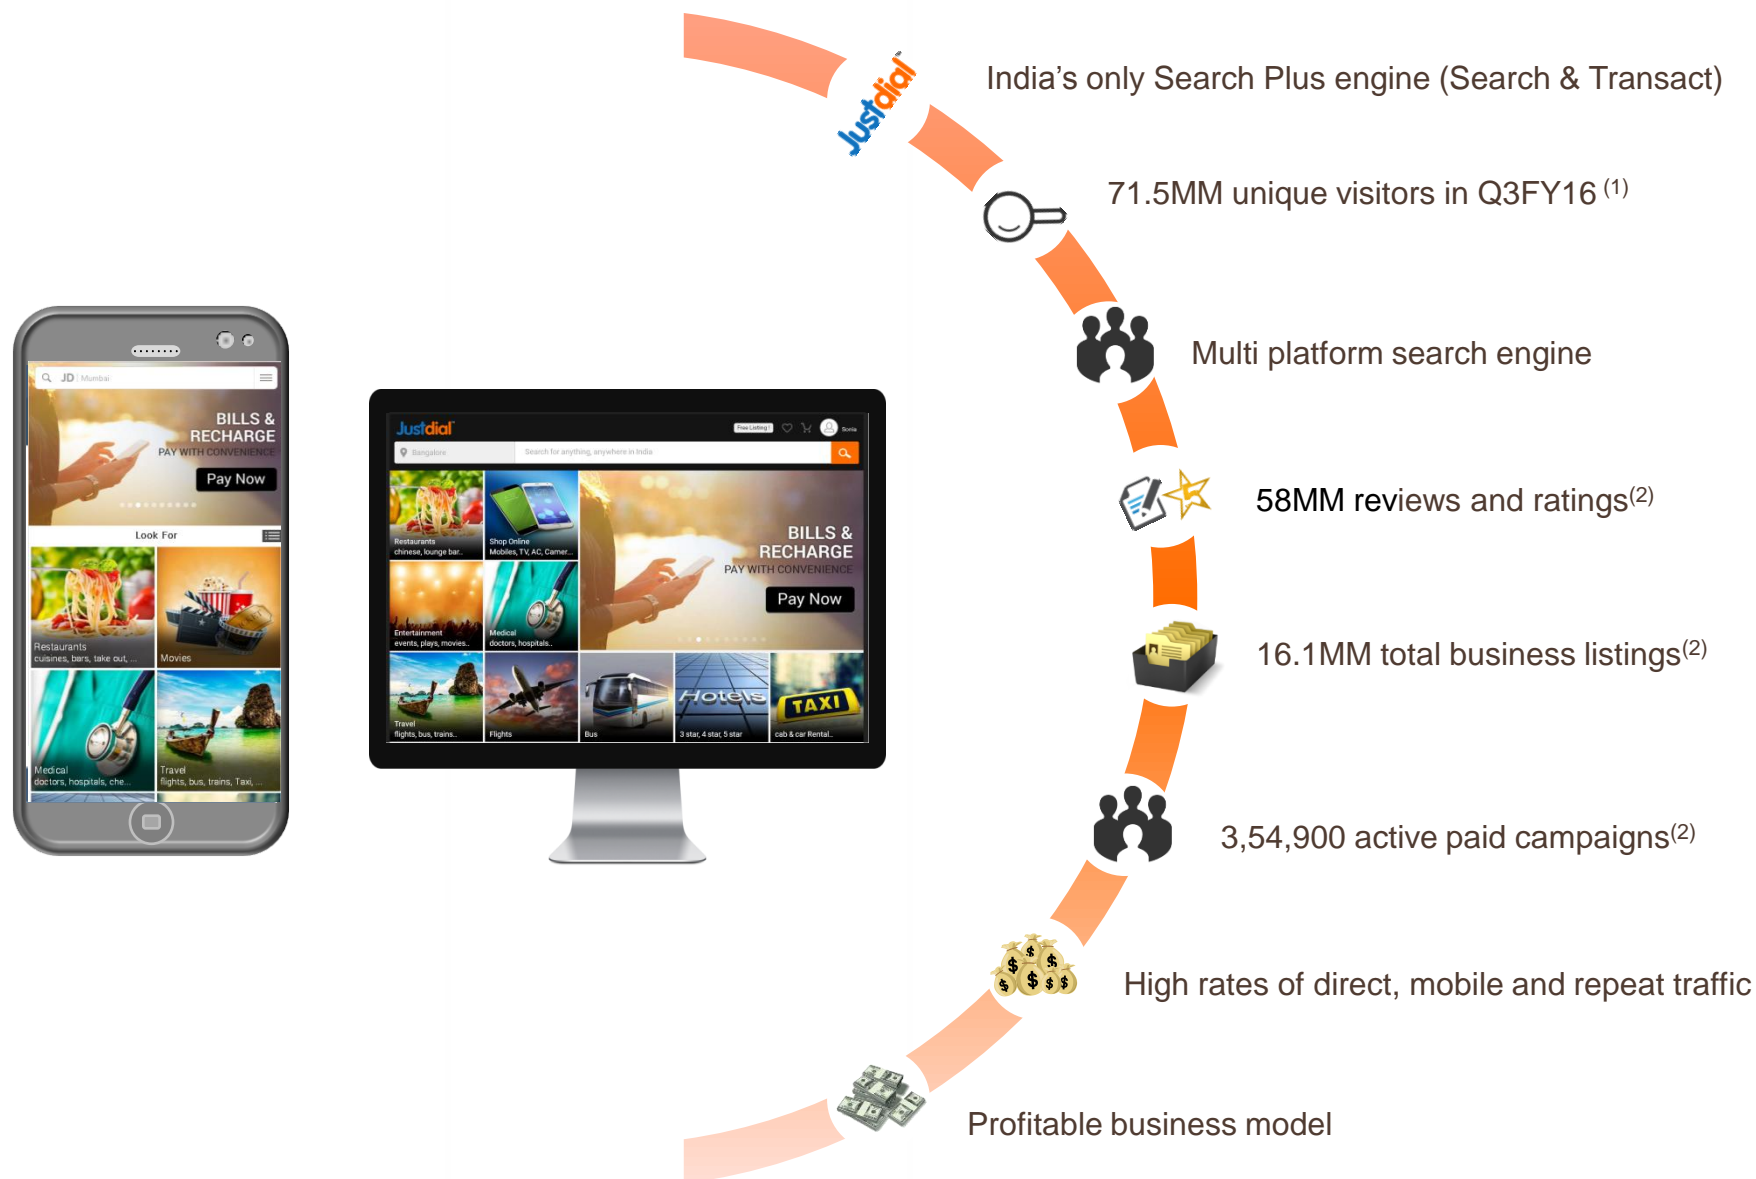 Justdial
India's only Search Plus engine (Search & Transact)
71.5MM unique visitors in Q3FY16 (1)
Multi platform search engine
58MM reviews and ratings(2)
16.1MM total business listings(2)
3,54,900 active paid campaigns(2)
High rates of direct, mobile and repeat traffic
Profitable business model
JD | Mumbai
BILLS &
RECHARGE
PAY WITH CONVENIENCE
Pay Now
Look For
Restaurants
cuisines, bars, take out, ...
Movies
Medical
doctors, hospitals, che...
Travel
flights, bus, trains, Taxi, ...
Justdial
Free Listing !
Sonia
Bangalore
Search for anything, anywhere in India
Restaurants
chinese, lounge bar..
Shop Online
Mobiles, TV, AC, Camer...
BILLS &
RECHARGE
PAY WITH CONVENIENCE
Pay Now
Entertainment
events, plays, movies..
Medical
doctors, hospitals..
Travel
flights, bus, trains..
Flights
Bus
Hotels
3 star, 4 star, 5 star
TAXI
cab & car Rental..